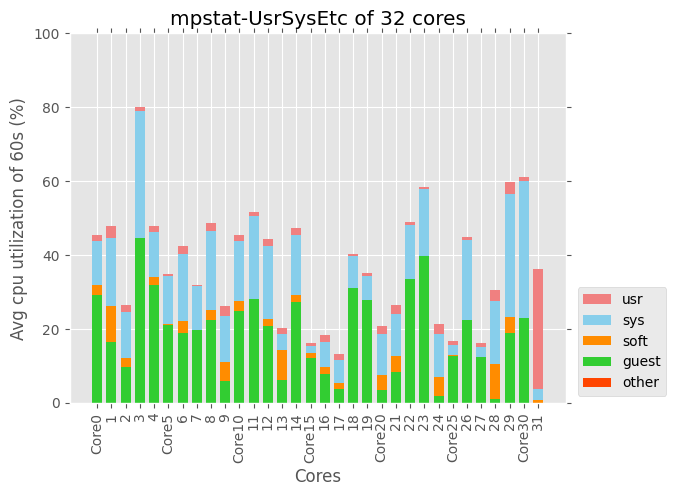 mpstat-UsrSysEtc of 32 cores
Avg cpu utilization of 60s (%)
100
80
60
40
20
0
Core0
1
2
3
4
Core5
6
7
8
9
Core10
11
12
13
14
Core15
16
17
18
19
Core20
21
22
23
24
Core25
26
27
28
29
Core30
31
Cores
usr
sys
soft
guest
other